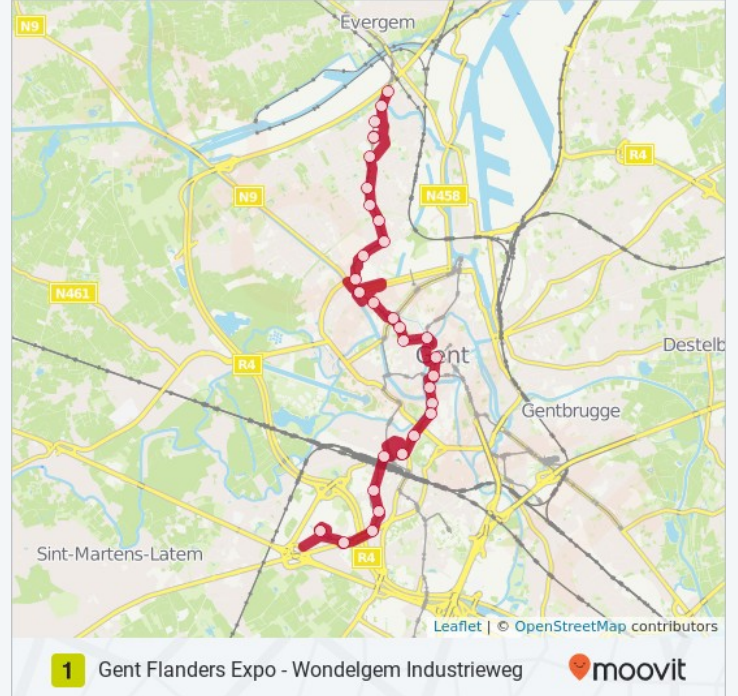 Evergem
N9
R4
N9
N458
N461
Destelb
R4
Gent
Gentbrugge
Sint-Martens-Latem
R4
Leaflet | © OpenStreetMap contributors
1 Gent Flanders Expo - Wondelgem Industrieweg moovit